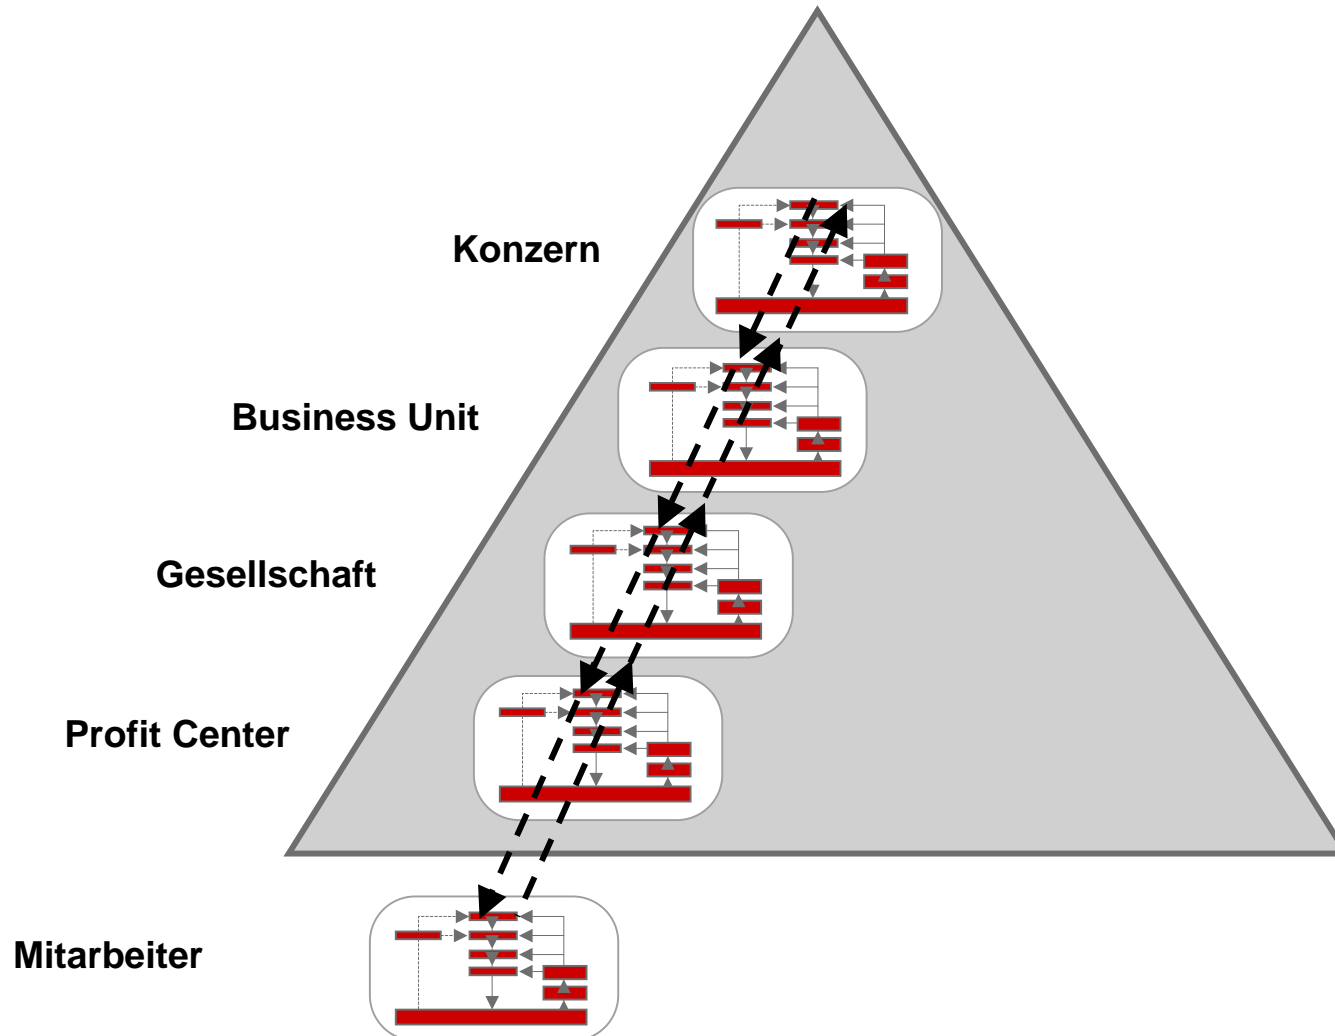 Konzern
Business Unit
Gesellschaft
Profit Center
Mitarbeiter